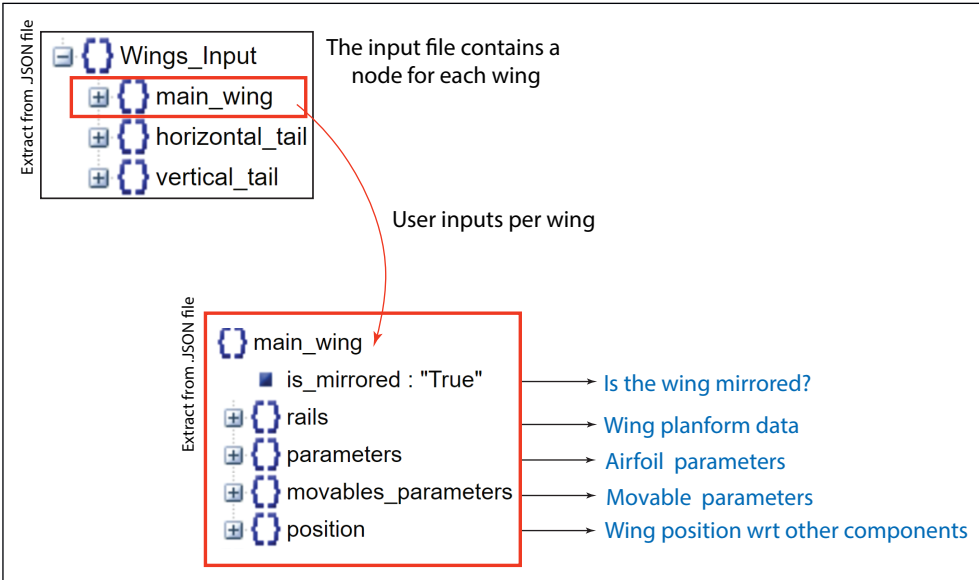 Extract from .JSON file
Wings_Input
main_wing
horizontal_tail
vertical_tail
The input file contains a
node for each wing
User inputs per wing
Extract from .JSON file
main_wing
is_mirrored : "True"
rails
parameters
movables_parameters
position
Is the wing mirrored?
Wing planform data
Airfoil parameters
Movable parameters
Wing position wrt other components